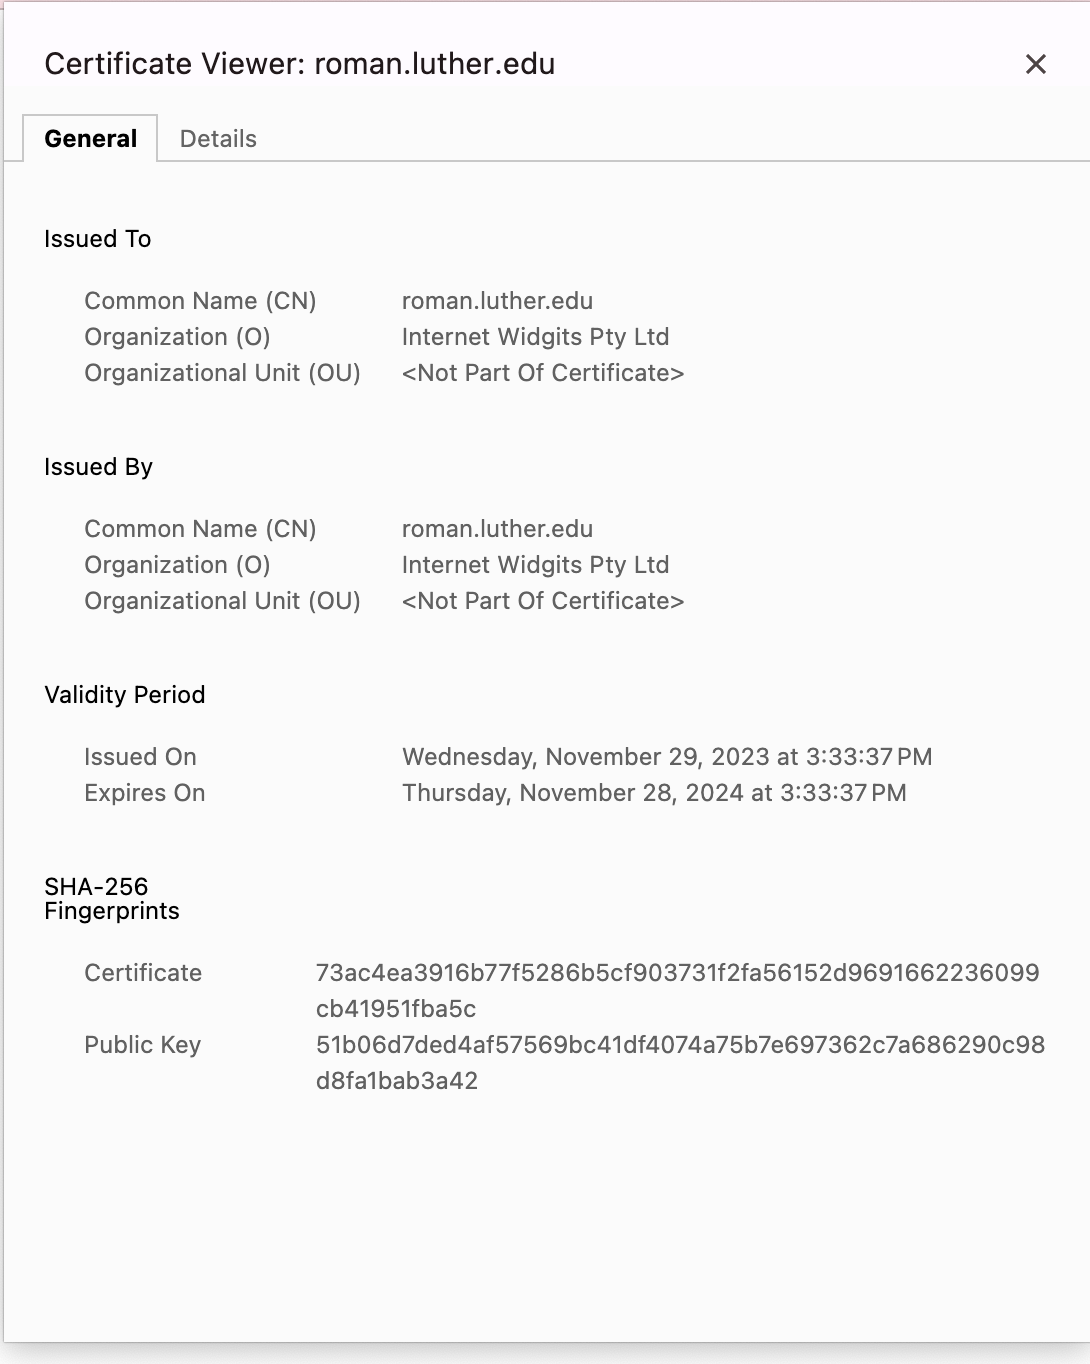 Certificate Viewer: roman.luther.edu
General Details
Issued To
Common Name (CN) roman.luther.edu
Organization (O) Internet Widgits Pty Ltd
Organizational Unit (OU) <Not Part Of Certificate>
Issued By
Common Name (CN) roman.luther.edu
Organization (O) Internet Widgits Pty Ltd
Organizational Unit (OU) <Not Part Of Certificate>
Validity Period
Issued On Wednesday, November 29, 2023 at 3:33:37 PM
Expires On Thursday, November 28, 2024 at 3:33:37 PM
SHA-256
Fingerprints
Certificate 73ac4ea3916b77f5286b5cf903731f2fa56152d9691662236099
cb41951fba5c
Public Key 51b06d7ded4af57569bc41df4074a75b7e697362c7a686290c98
d8fa1bab3a42